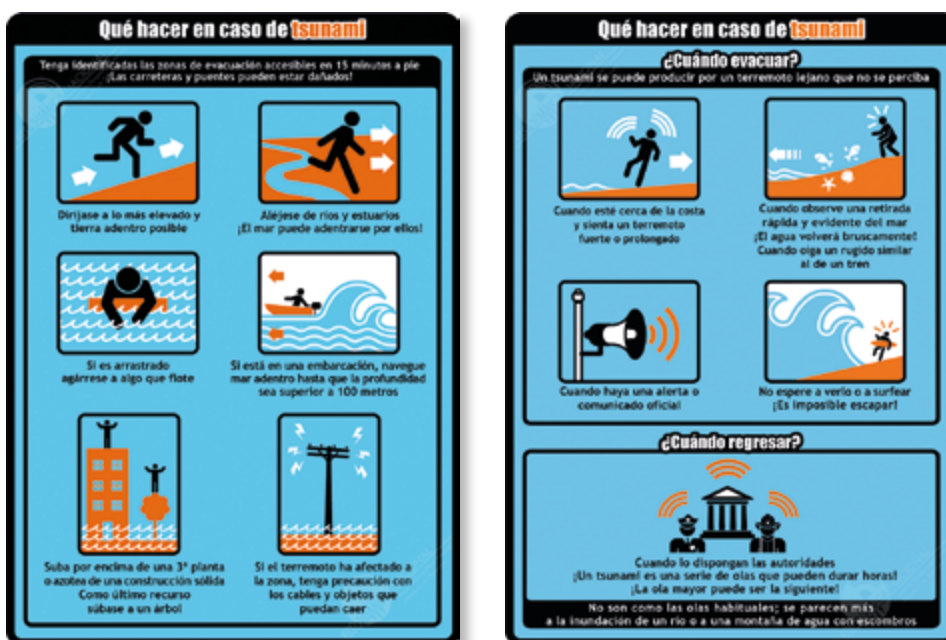 Qué hacer en caso de tsunami
Tenga identificadas las zonas de evacuación accesibles en 15 minutos a pie
¡Las carreteras y puentes pueden estar dañados!
Diríjase a lo más elevado y
tierra adentro posible
Aléjese de ríos y estuarios
¡El mar puede adentrarse por ellos!
Si es arrastrado
agárrese a algo que flote
Si está en una embarcación, navegue
mar adentro hasta que la profundidad
sea superior a 100 metros
Suba por encima de una 3ª planta
o azotea de una construcción sólida
Como último recurso
súbase a un árbol
Si el terremoto ha afectado a
la zona, tenga precaución con
los cables y objetos que
puedan caer
Qué hacer en caso de tsunami
¿Cuándo evacuar?
Un tsunami se puede producir por un terremoto lejano que no se perciba
Cuando esté cerca de la costa
y sienta un terremoto
fuerte o prolongado
Cuando observe una retirada
rápida y evidente del mar
¡El agua volverá bruscamente!
Cuando oiga un rugido similar
al de un tren
Cuando haya una alerta o
comunicado oficial
No espere a verlo o a surfear
¡Es imposible escapar!
¿Cuándo regresar?
Cuando lo dispongan las autoridades
¡Un tsunami es una serie de olas que pueden durar horas!
¡La ola mayor puede ser la siguiente!
No son como las olas habituales; se parecen más
a la inundación de un río o a una montaña de agua con escombros